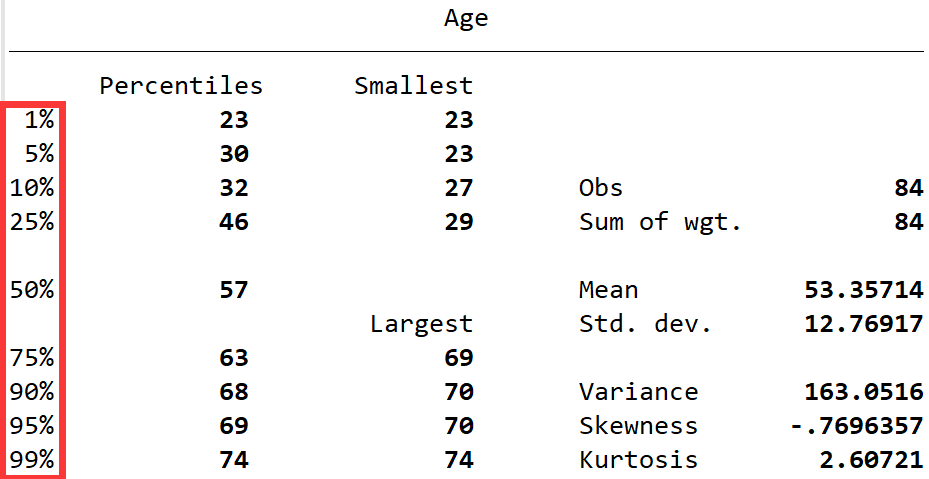 Age
Percentiles Smallest
1% 23 23
5% 30 23
10% 32 27 Obs 84
25% 46 29 Sum of wgt. 84
50% 57 Mean 53.35714
Largest Std. dev. 12.76917
75% 63 69
90% 68 70 Variance 163.0516
95% 69 70 Skewness -.7696357
99% 74 74 Kurtosis 2.60721